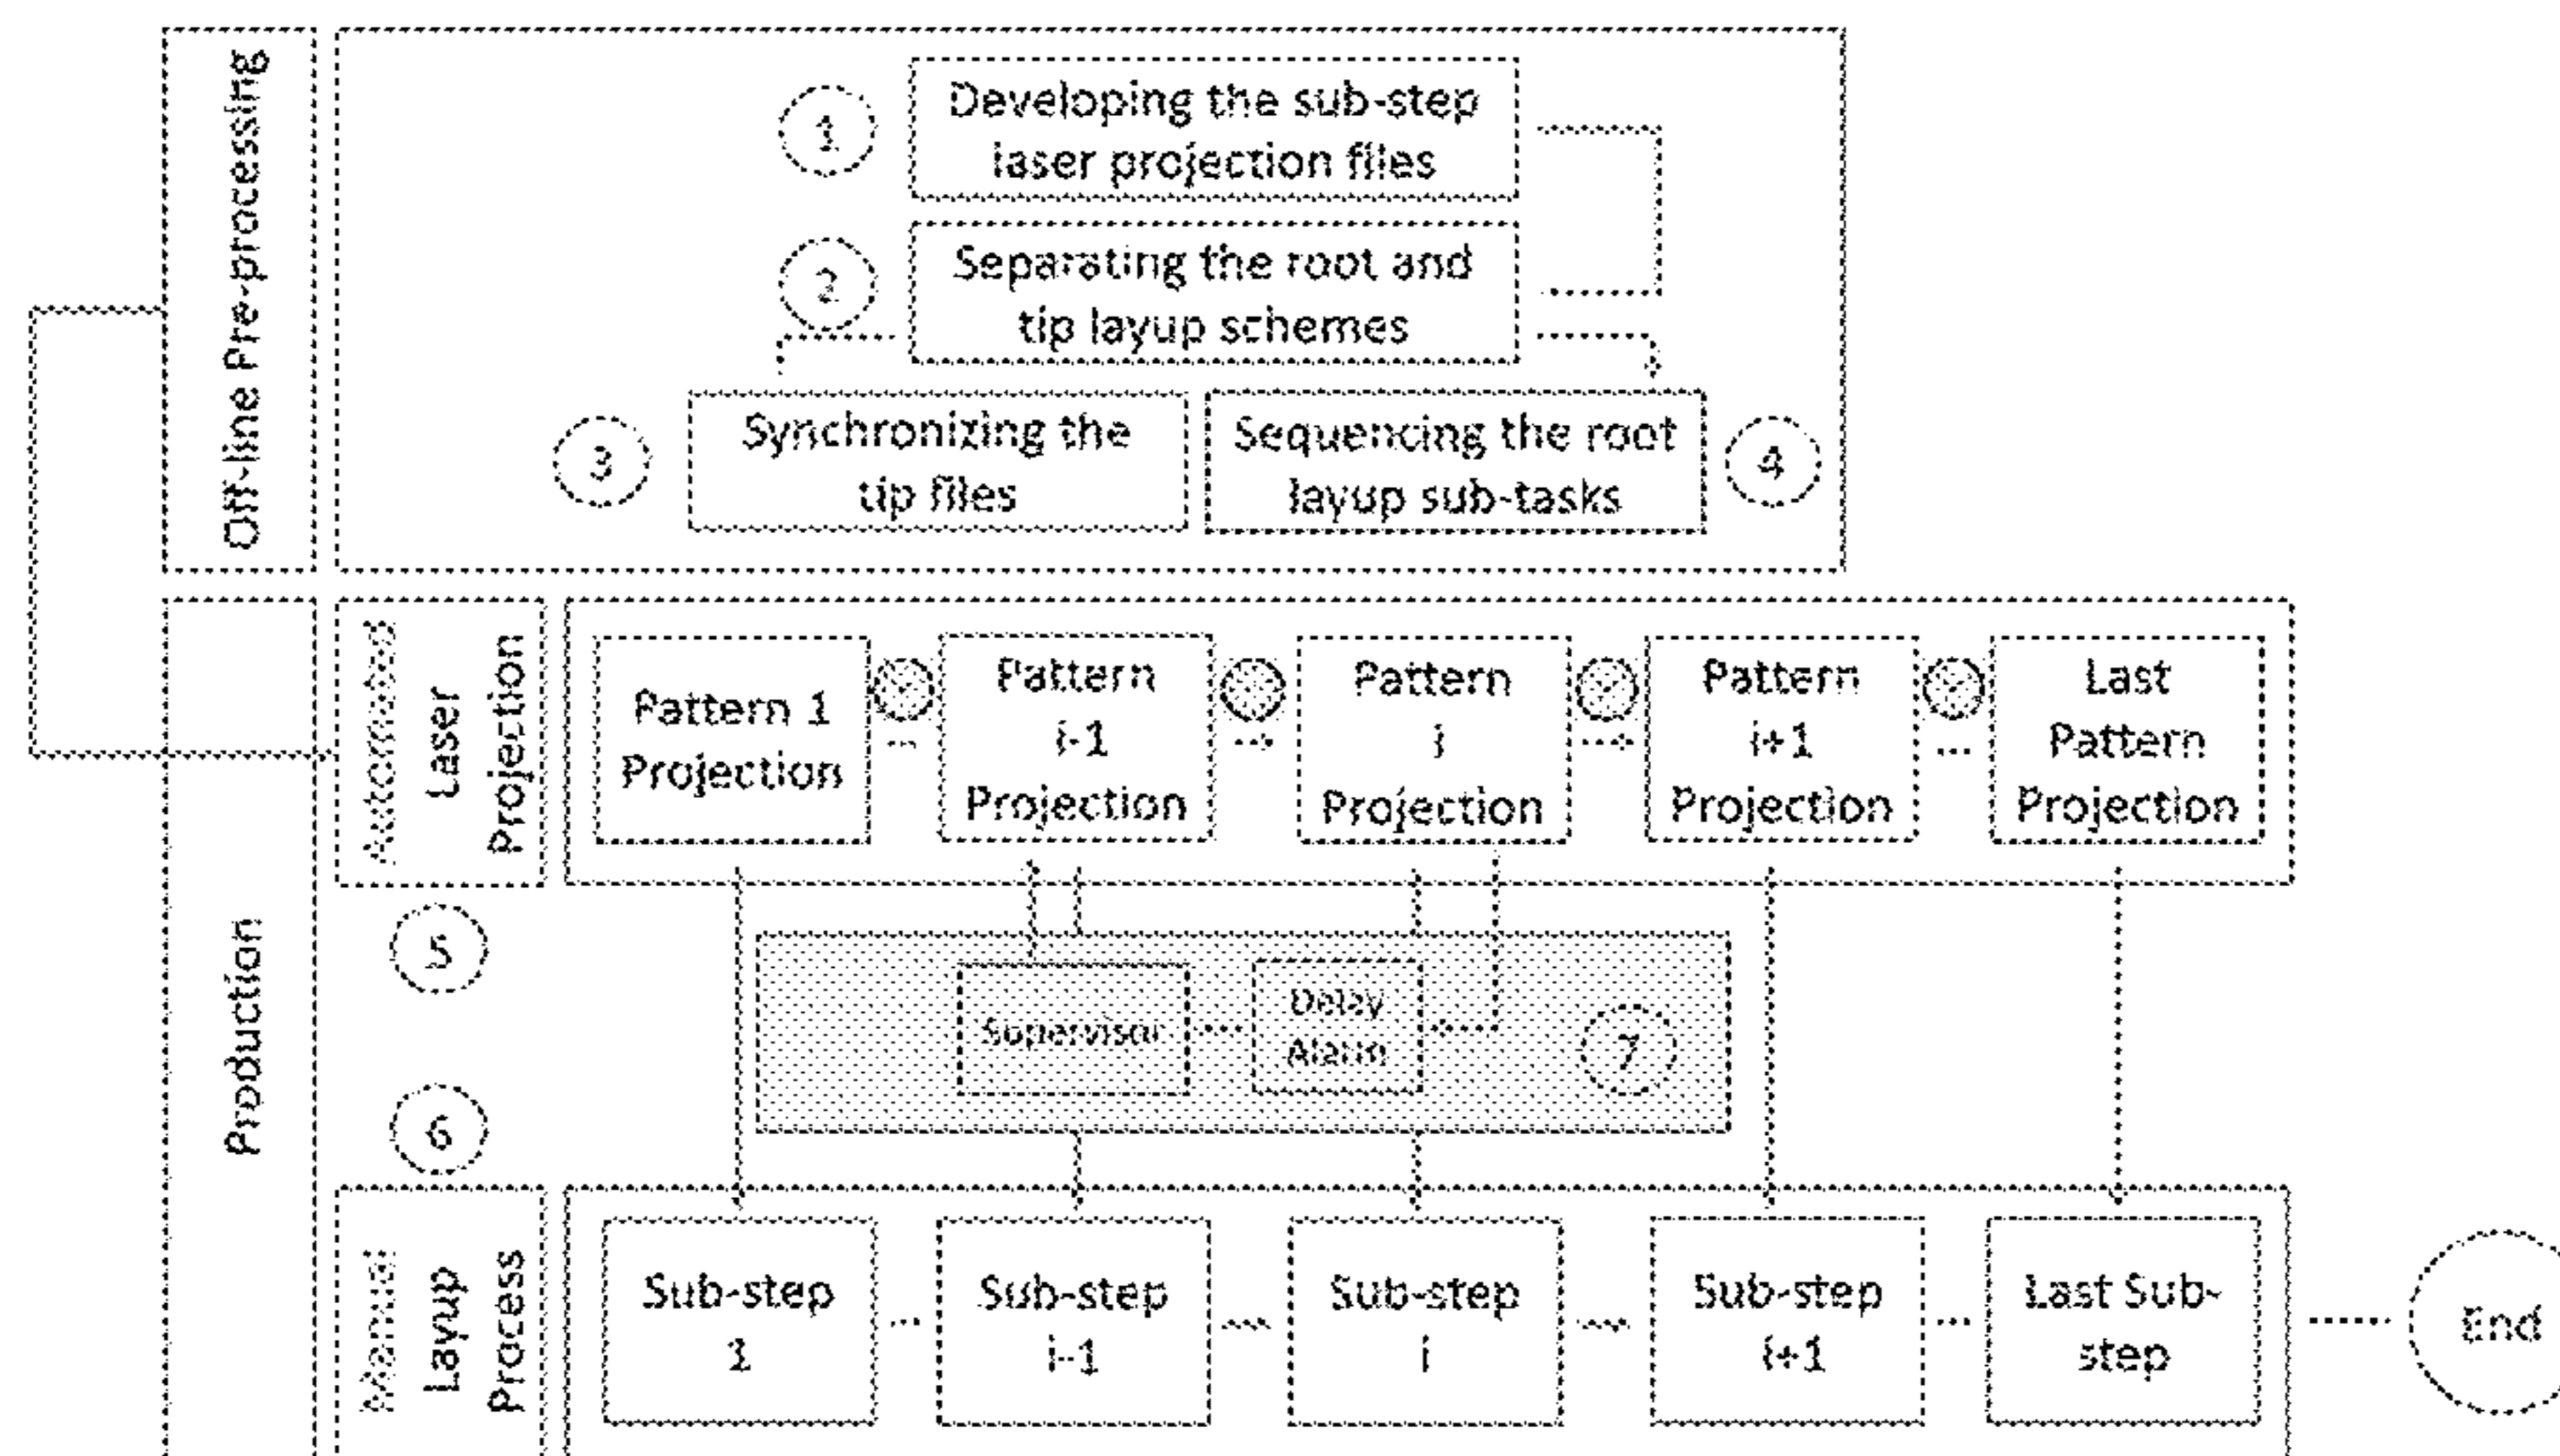 Off-line Pre-processing
1
Developing the sub-step
laser projection files
2
Separating the root and
tip layup schemes
3
Synchronizing the
tip files
Sequencing the root
layup sub-tasks
4
Production
Automated
Laser
Projection
Pattern 1
Projection
...
Pattern
i-1
Projection
Pattern
i
Projection
Pattern
i+1
Projection
...
Last
Pattern
Projection
5
Supervisor
Delay
Alarm
7
6
Manual
Layup
Process
Sub-step
1
...
Sub-step
i-1
Sub-step
i
Sub-step
i+1
...
Last Sub-
step
End